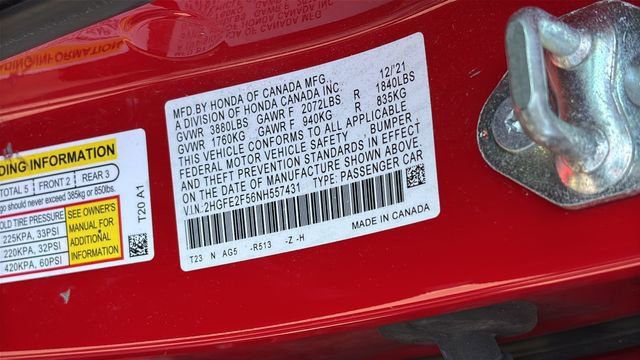 MFD.BY HONDA OF CANADA MFG. 12/'21
A DIVISION OF HONDA CANADA INC.
GVWR 3880LBS GAWR F 2072LBS R 1840LBS
GVWR 1760KG GAWR F 940KG R 835KG
THIS VEHICLE CONFORMS TO ALL APPLICABLE
FEDERAL MOTOR VEHICLE SAFETY , BUMPER,
AND THEFT PREVENTION STANDARDS IN EFFECT
ON THE DATE OF MANUFACTURE SHOWN ABOVE.
V.I.N.:2HGFE2F56NH557431 TYPE: PASSENGER CAR
T23 N AG5 -R513 -Z -H MADE IN CANADA
DING INFORMATION
TOTAL 5 FRONT 2 REAR 3
go should never exceed 385kg or 850lbs.
OLD TIRE PRESSURE
225KPA, 33PSI
220KPA, 32PSI
420KPA, 60PSI
SEE OWNER'S
MANUAL FOR
ADDITIONAL
INFORMATION
T20 A1